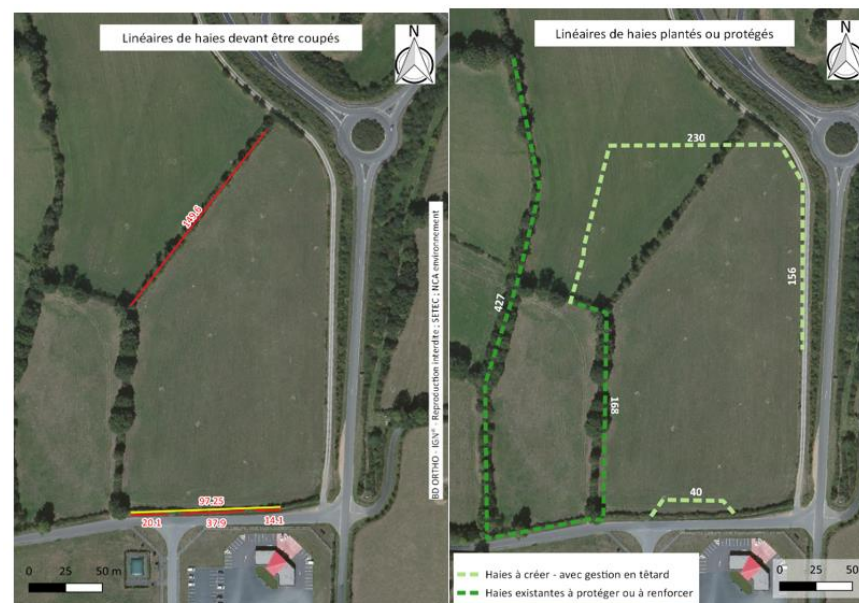 Linéaires de haies devant être coupés
N
149.6
97.25
20.1
37.9
14.1
0 25 50 m
BD ORTHO - IGN® - Reproduction interdite ; SETEC ; NCA environnement
Linéaires de haies plantés ou protégés
N
230
156
427
168
40
Haies à créer - avec gestion en têtard
Haies existantes à protéger ou à renforcer
0 25 50